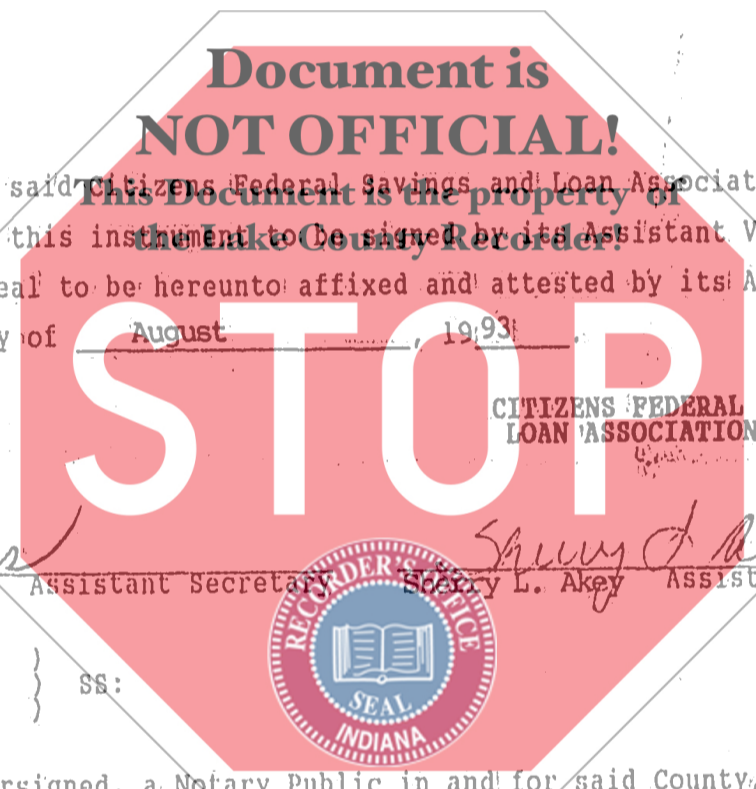 Document is
NOT OFFICIAL!
said Citizens Federal Savings and Loan Associat
This Document is the property of
this instrument to be signed by its Assistant V
the Lake County Recorder!
eal to be hereunto affixed and attested by its A
y of August , 1993 .
STOP
CITIZENS FEDERAL
LOAN ASSOCIATION
Assistant Secretary Sherry L. Akey Assist
RECORDER'S OFFICE
SEAL
INDIANA
SS:
rsigned, a Notary Public in and for said County